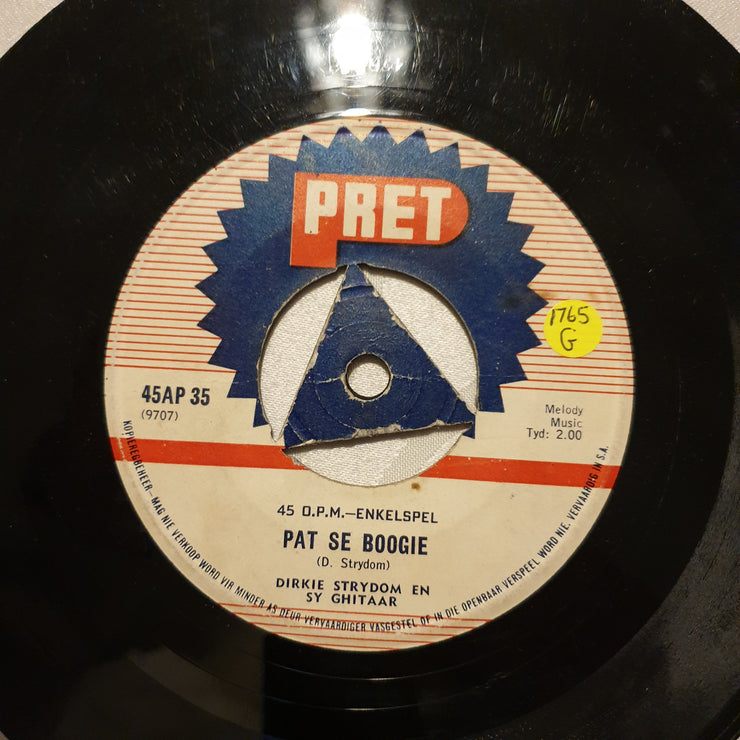 PRET
1765
G
45AP 35
(9707)
Melody
Music
Tyd: 2.00
45 O.P.M.—ENKELSPEL
PAT SE BOOGIE
(D. Strydom)
DIRKIE STRYDOM EN
SY GHITAAR
KOPIEREGBEHEER—MAG NIE VERKOOP WORD VIR MINDER AS DEUR VERVAARDIGER VASGESTEL OF IN DIE OPENBAAR VERSPEEL WORD NIE. VERVAARDIG IN S.A.